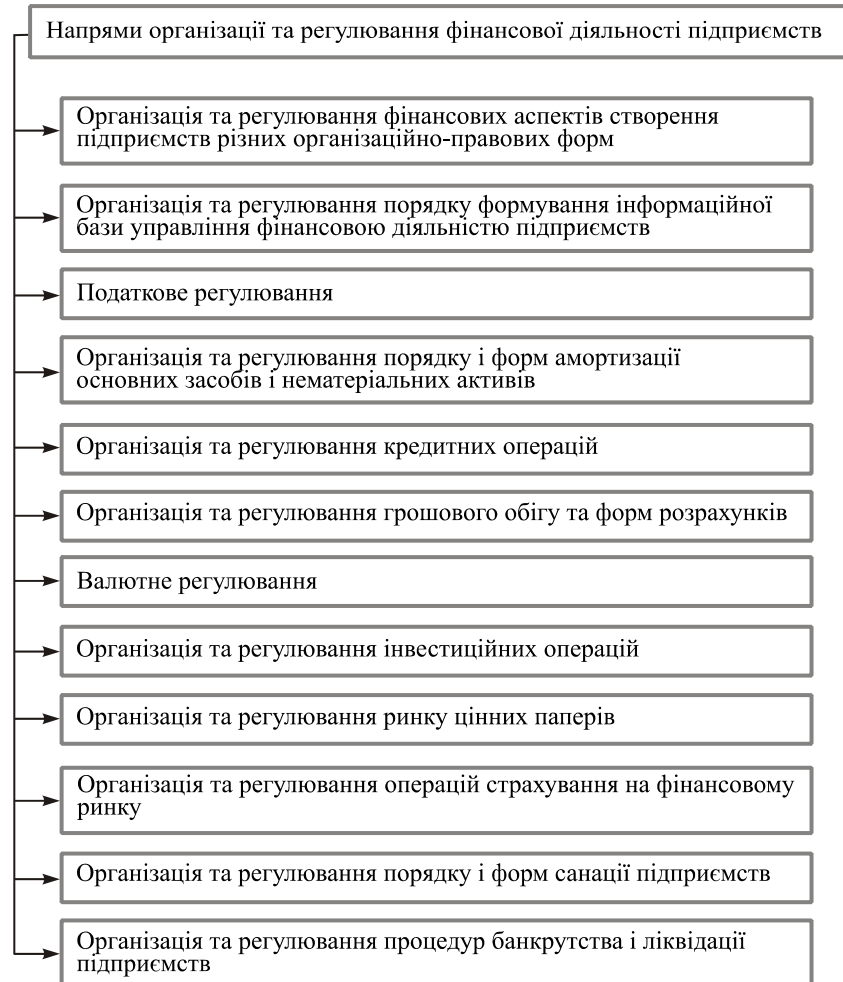 Напрями організації та регулювання фінансової діяльності підприємств
Організація та регулювання фінансових аспектів створення
підприємств різних організаційно-правових форм
Організація та регулювання порядку формування інформаційної
бази управління фінансовою діяльністю підприємств
Податкове регулювання
Організація та регулювання порядку і форм амортизації
основних засобів і нематеріальних активів
Організація та регулювання кредитних операцій
Організація та регулювання грошового обігу та форм розрахунків
Валютне регулювання
Організація та регулювання інвестиційних операцій
Організація та регулювання ринку цінних паперів
Організація та регулювання операцій страхування на фінансовому
ринку
Організація та регулювання порядку і форм санації підприємств
Організація та регулювання процедур банкрутства і ліквідації
підприємств